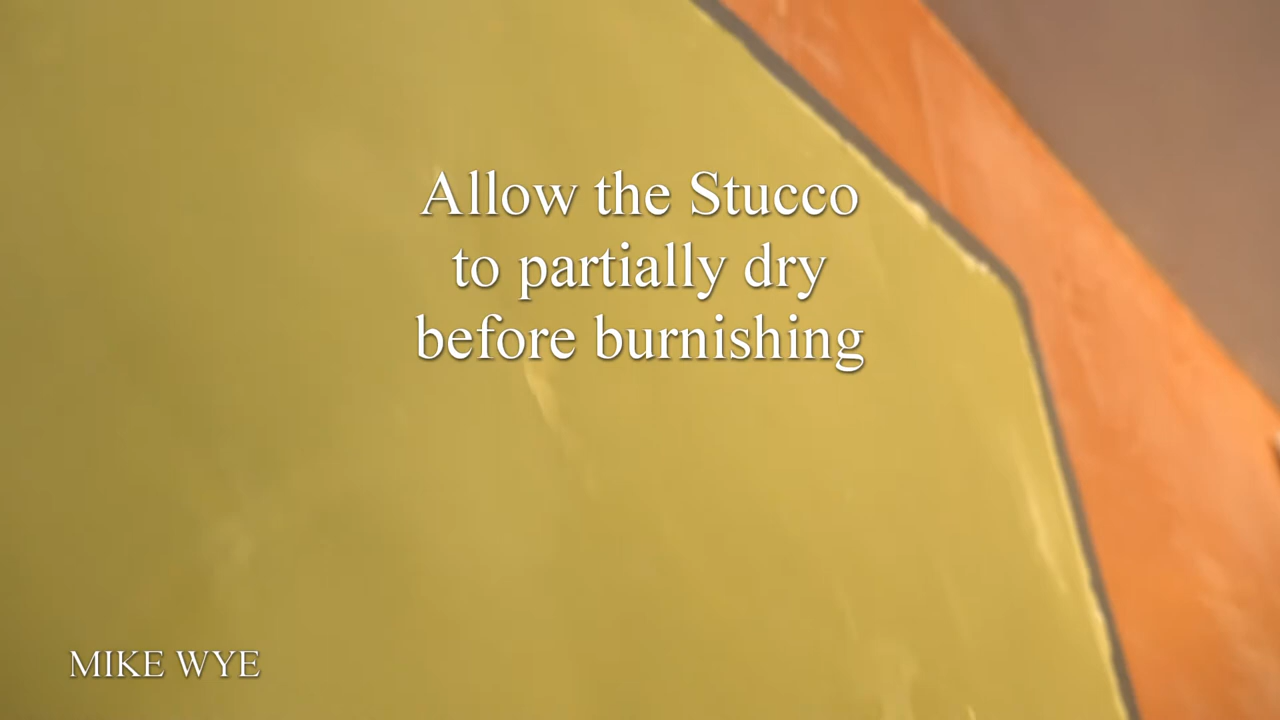 Allow the Stucco
to partially dry
before burnishing
MIKE WYE